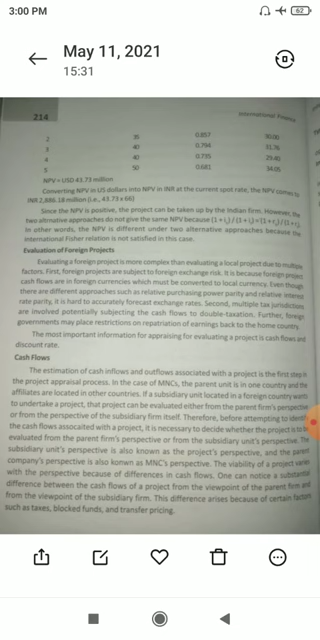 3:00 PM
62
May 11, 2021
15:31
214
International Finance
2 35 0.857 30.00
3 40 0.794 31.76
4 40 0.735 29.40
5 50 0.681 34.05
NPV = USD 43.73 million
Converting NPV in US dollars into NPV in INR at the current spot rate, the NPV comes to
INR 2,886.18 million (i.e., 43.73 x 66)
Since the NPV is positive, the project can be taken up by the Indian firm. However, the
two altrnative approaches do not give the same NPV because
In other words, the NPV is different under two alternative approaches because the
international Fisher relation is not satisfied in this case.
Evaluation of Foreign Projects
Evaluating a foreign project is more complex than evaluating a local project due to multiple
factors. First, foreign projects are subject to foreign exchange risk. It is because foreign project
cash flows are in foreign currencies which must be converted to local currency. Even though
there are different approaches such as relative purchasing power parity and relative interest
rate parity, it is hard to accurately forecast exchange rates. Second, multiple tax jurisdictions
are involved potentially subjecting the cash flows to double-taxation. Further, foreign
governments may place restrictions on repatriation of earnings back to the home country.
The most important information for appraising for evaluating a project is cash flows and
discount rate.
Cash Flows
The estimation of cash inflows and outflows associated with a project is the first step in
the project appraisal process. In the case of MNCs, the parent unit is in one country and the
affiliates are located in other countries. If a subsidiary unit located in a foreign country wants
to undertake a project, that project can be evaluated either from the parent firm's perspective
or from the perspective of the subsidiary firm itself. Therefore, before attempting to identify
the cash flows assocaited with a project, it is necessary to decide whether the project is to be
evaluated from the parent firm's perspective or from the subsidiary unit's perspective. The
subsidiary unit's perspective is also known as the project's perspective, and the parent
company's perspective is also known as MNC's perspective. The viability of a project varies
with the perspective because of differences in cash flows. One can notice a substantial
difference between the cash flows of a project from the viewpoint of the parent firm and
from the viewpoint of the subsidiary firm. This difference arises because of certain factors
such as taxes, blocked funds, and transfer pricing.